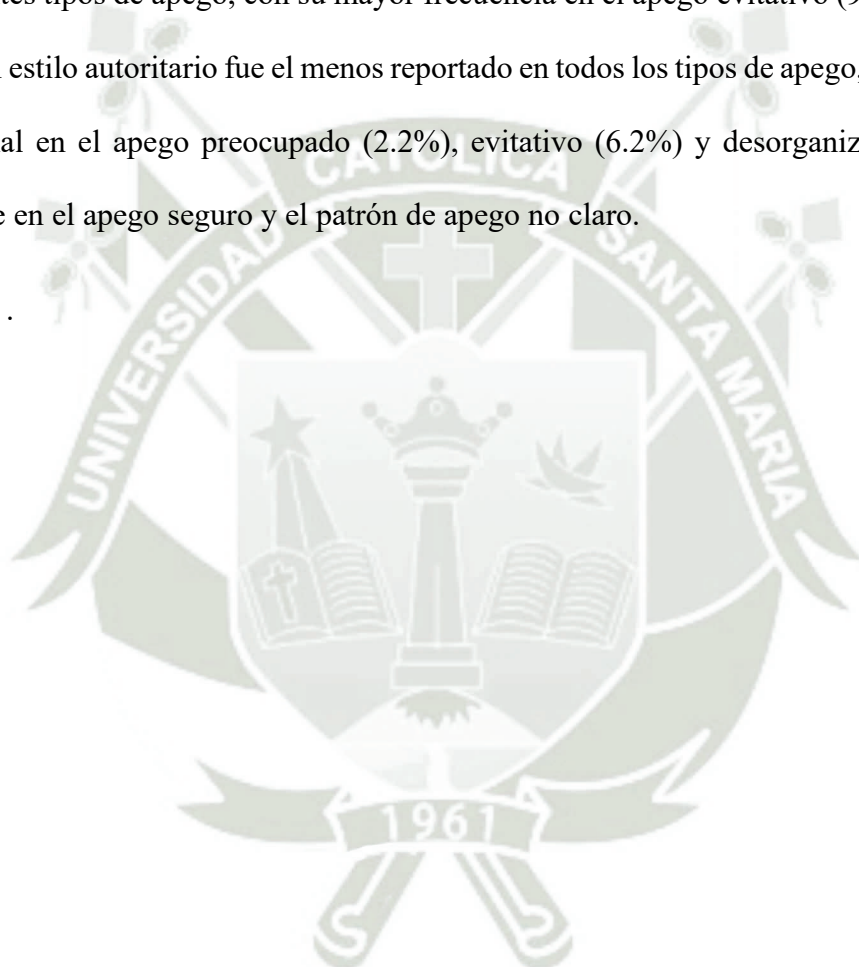 tes tipos de apego, con su mayor frecuencia en el apego evitativo (9
estilo autoritario fue el menos reportado en todos los tipos de apego,
al en el apego preocupado (2.2%), evitativo (6.2%) y desorganiz
e en el apego seguro y el patrón de apego no claro.
.
UNIVERSIDAD CATOLICA SANTA MARIA
1961